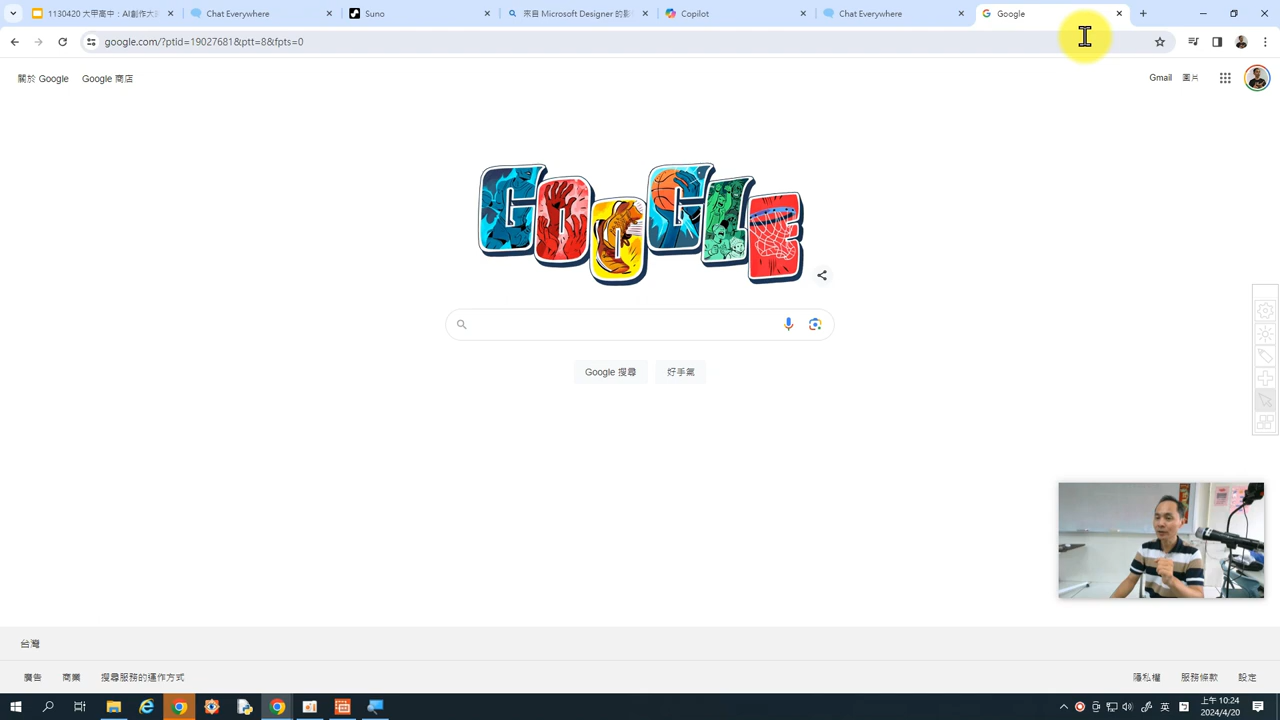 1130420 大甲高中：AI創作大
Chat Everywhere
Suno
來自 Microsoft Designer 的影
Copilot
Chat Everywhere
Google
google.com/?ptid=19027681&ptt=8&fpts=0
關於 Google
Google 商店
Gmail
圖片
GOOGLE
Google 搜尋
好手氣
台灣
廣告
商業
搜尋服務的運作方式
隱私權
服務條款
設定
英
上午 10:24
2024/4/20